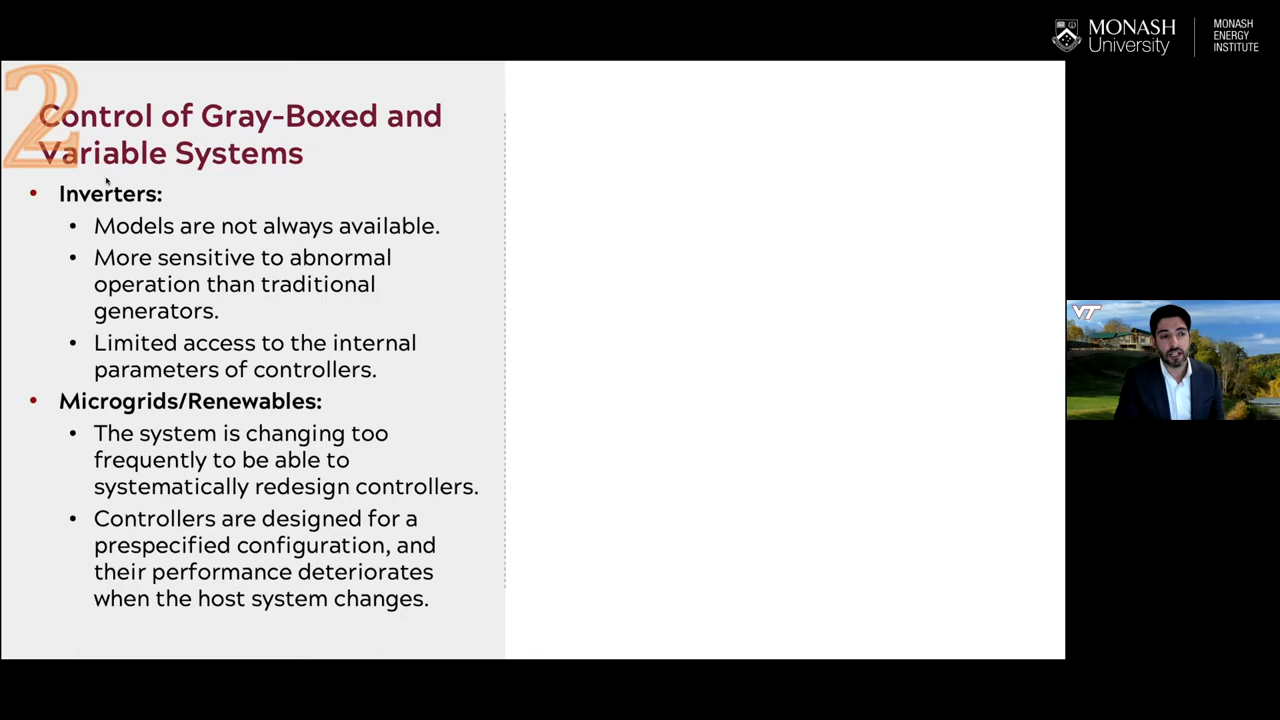 MONASH
University
MONASH
ENERGY
INSTITUTE
2
Control of Gray-Boxed and
Variable Systems
• Inverters:
• Models are not always available.
• More sensitive to abnormal
operation than traditional
generators.
• Limited access to the internal
parameters of controllers.
• Microgrids/Renewables:
• The system is changing too
frequently to be able to
systematically redesign controllers.
• Controllers are designed for a
prespecified configuration, and
their performance deteriorates
when the host system changes.
VT